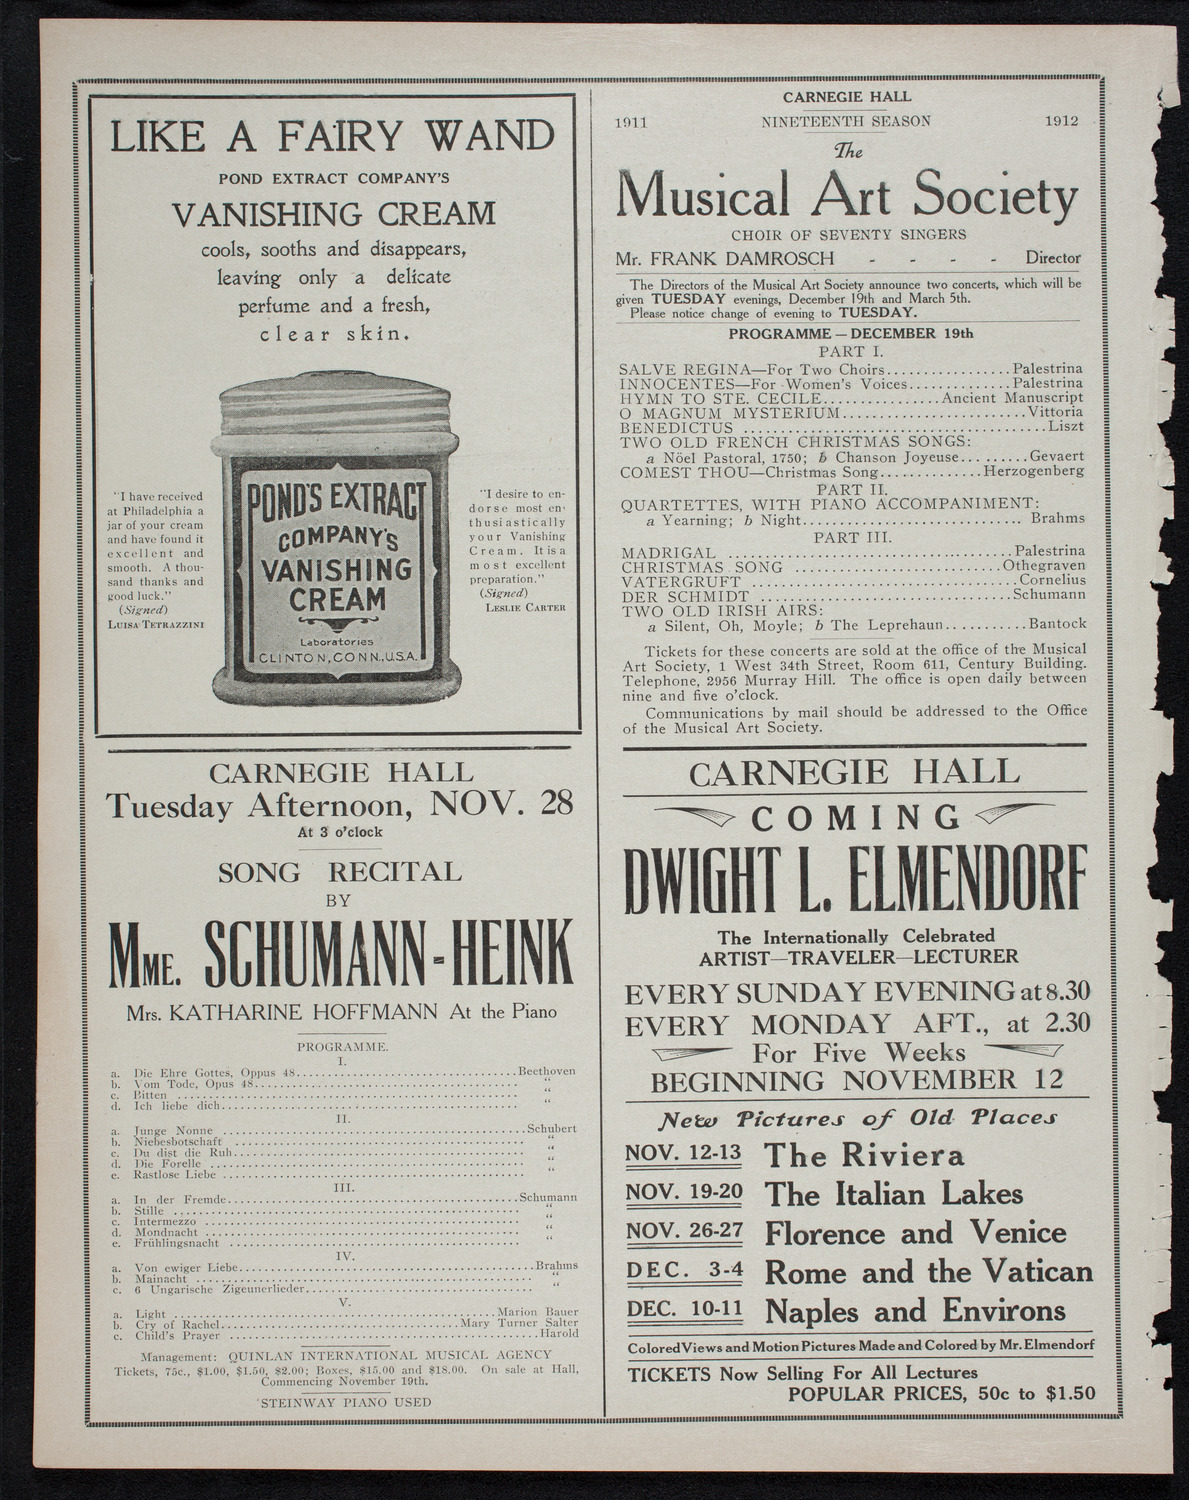 LIKE A FAIRY WAND
POND EXTRACT COMPANY'S
VANISHING CREAM
cools, sooths and disappears,
leaving only a delicate
perfume and a fresh,
clear skin.
"I have received
at Philadelphia a
jar of your cream
and have found it
excellent and
smooth. A thou-
sand thanks and
good luck."
(Signed)
LUISA TETRAZZINI
POND'S EXTRACT
COMPANY'S
VANISHING
CREAM
Laboratories
CLINTON, CONN., U.S.A.
"I desire to en-
dorse most en-
thusiastically
your Vanishing
Cream. It is a
most excellent
preparation."
(Signed)
LESLIE CARTER
CARNEGIE HALL
Tuesday Afternoon, NOV. 28
At 3 o'clock
SONG RECITAL
BY
MME. SCHUMANN-HEINK
Mrs. KATHARINE HOFFMANN At the Piano
PROGRAMME.
I.
a. Die Ehre Gottes, Oppus 48....Beethoven
b. Vom Tode, Opus 48.... "
c. Bitten .... "
d. Ich liebe dich.... "
II.
a. Junge Nonne ....Schubert
b. Niebesbotschaft .... "
c. Du dist die Ruh.... "
d. Die Forelle .... "
e. Rastlose Liebe .... "
III.
a. In der Fremde....Schumann
b. Stille .... "
c. Intermezzo .... "
d. Mondnacht .... "
e. Frühlingsnacht .... "
IV.
a. Von ewiger Liebe....Brahms
b. Mainacht .... "
c. 6 Ungarische Zigeunerlieder.... "
V.
a. Light ....Marion Bauer
b. Cry of Rachel....Mary Turner Salter
c. Child's Prayer ....Harold
Management: QUINLAN INTERNATIONAL MUSICAL AGENCY
Tickets, 75c., $1.00, $1.50, $2.00; Boxes, $15.00 and $18.00. On sale at Hall,
Commencing November 19th.
STEINWAY PIANO USED
CARNEGIE HALL
1911 NINETEENTH SEASON 1912
The
Musical Art Society
CHOIR OF SEVENTY SINGERS
Mr. FRANK DAMROSCH - - - - Director
The Directors of the Musical Art Society announce two concerts, which will be
given TUESDAY evenings, December 19th and March 5th.
Please notice change of evening to TUESDAY.
PROGRAMME — DECEMBER 19th
PART I.
SALVE REGINA—For Two Choirs....Palestrina
INNOCENTES—For Women's Voices....Palestrina
HYMN TO STE. CECILE....Ancient Manuscript
O MAGNUM MYSTERIUM....Vittoria
BENEDICTUS ....Liszt
TWO OLD FRENCH CHRISTMAS SONGS:
a Nöel Pastoral, 1750; b Chanson Joyeuse....Gevaert
COMEST THOU—Christmas Song....Herzogenberg
PART II.
QUARTETTES, WITH PIANO ACCOMPANIMENT:
a Yearning; b Night.... Brahms
PART III.
MADRIGAL ....Palestrina
CHRISTMAS SONG ....Othegraven
VATERGRUFT ....Cornelius
DER SCHMIDT ....Schumann
TWO OLD IRISH AIRS:
a Silent, Oh, Moyle; b The Leprehaun....Bantock
Tickets for these concerts are sold at the office of the Musical
Art Society, 1 West 34th Street, Room 611, Century Building.
Telephone, 2956 Murray Hill. The office is open daily between
nine and five o'clock.
Communications by mail should be addressed to the Office
of the Musical Art Society.
CARNEGIE HALL
COMING
DWIGHT L. ELMENDORF
The Internationally Celebrated
ARTIST—TRAVELER—LECTURER
EVERY SUNDAY EVENING at 8.30
EVERY MONDAY AFT., at 2.30
For Five Weeks
BEGINNING NOVEMBER 12
New Pictures of Old Places
NOV. 12-13 The Riviera
NOV. 19-20 The Italian Lakes
NOV. 26-27 Florence and Venice
DEC. 3-4 Rome and the Vatican
DEC. 10-11 Naples and Environs
Colored Views and Motion Pictures Made and Colored by Mr. Elmendorf
TICKETS Now Selling For All Lectures
POPULAR PRICES, 50c to $1.50